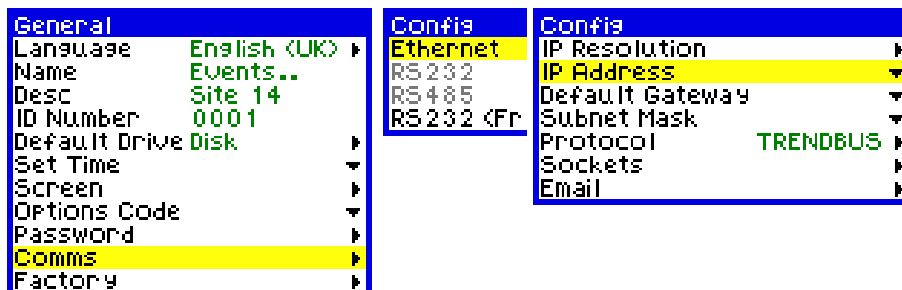 General
Language English (UK)
Name Events..
Desc Site 14
ID Number 0001
Default Drive Disk
Set Time
Screen
Options Code
Password
Comms
Factory
Config
Ethernet
RS232
RS485
RS232 (Fr
Config
IP Resolution
IP Address
Default Gateway
Subnet Mask
Protocol TRENDBUS
Sockets
Email